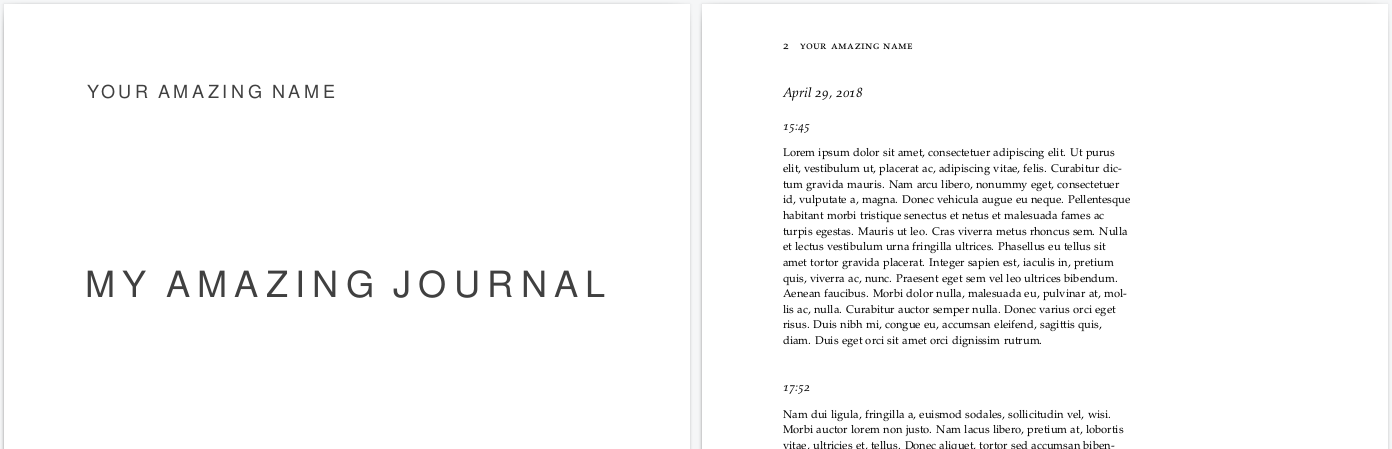 YOUR AMAZING NAME
MY AMAZING JOURNAL
2 YOUR AMAZING NAME
April 29, 2018
15:45
Lorem ipsum dolor sit amet, consectetuer adipiscing elit. Ut purus
elit, vestibulum ut, placerat ac, adipiscing vitae, felis. Curabitur dic-
tum gravida mauris. Nam arcu libero, nonummy eget, consectetuer
id, vulputate a, magna. Donec vehicula augue eu neque. Pellentesque
habitant morbi tristique senectus et netus et malesuada fames ac
turpis egestas. Mauris ut leo. Cras viverra metus rhoncus sem. Nulla
et lectus vestibulum urna fringilla ultrices. Phasellus eu tellus sit
amet tortor gravida placerat. Integer sapien est, iaculis in, pretium
quis, viverra ac, nunc. Praesent eget sem vel leo ultrices bibendum.
Aenean faucibus. Morbi dolor nulla, malesuada eu, pulvinar at, mol-
lis ac, nulla. Curabitur auctor semper nulla. Donec varius orci eget
risus. Duis nibh mi, congue eu, accumsan eleifend, sagittis quis,
diam. Duis eget orci sit amet orci dignissim rutrum.
17:52
Nam dui ligula, fringilla a, euismod sodales, sollicitudin vel, wisi.
Morbi auctor lorem non justo. Nam lacus libero, pretium at, lobortis
vitae, ultricies et, tellus. Donec aliquet, tortor sed accumsan biben-